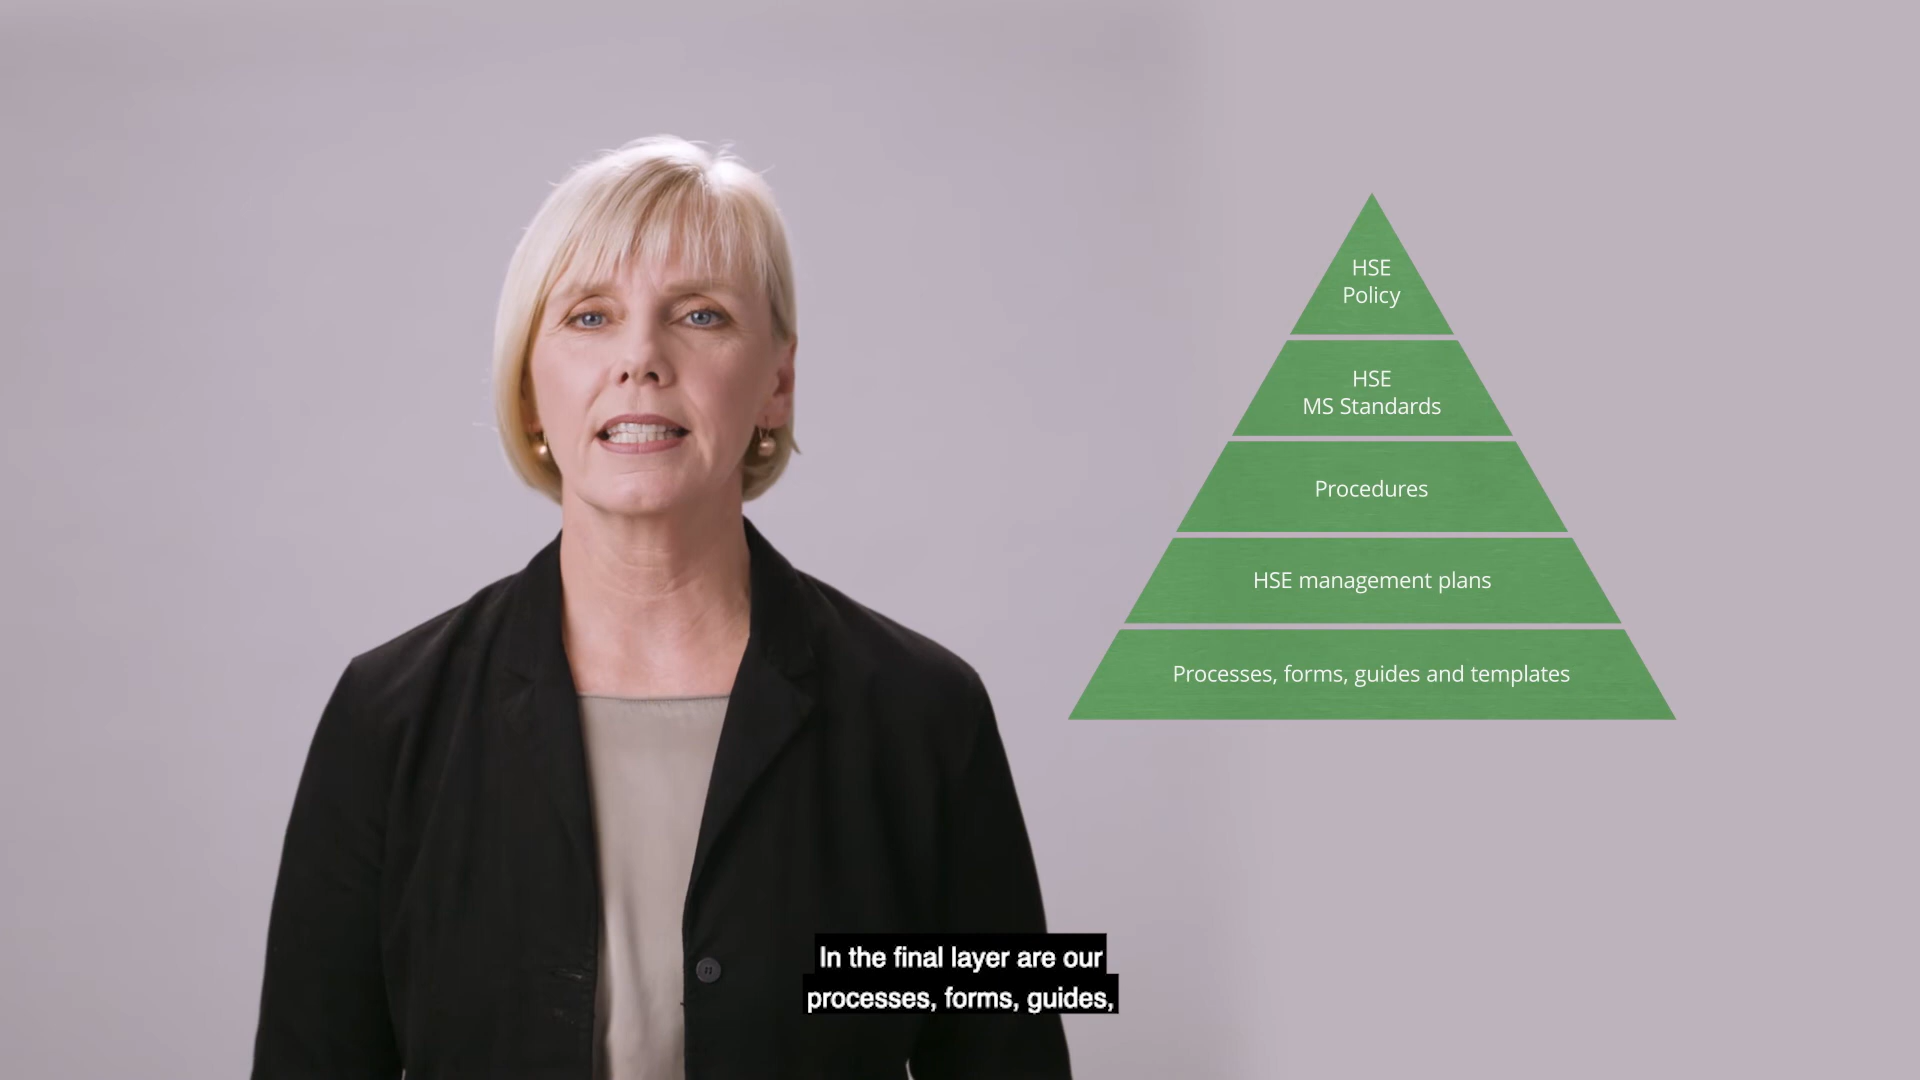 HSE
Policy
HSE
MS Standards
Procedures
HSE management plans
Processes, forms, guides and templates
In the final layer are our
processes, forms, guides,